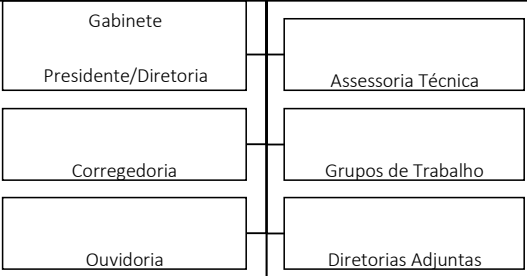 Gabinete
Presidente/Diretoria
Assessoria Técnica
Corregedoria
Grupos de Trabalho
Ouvidoria
Diretorias Adjuntas